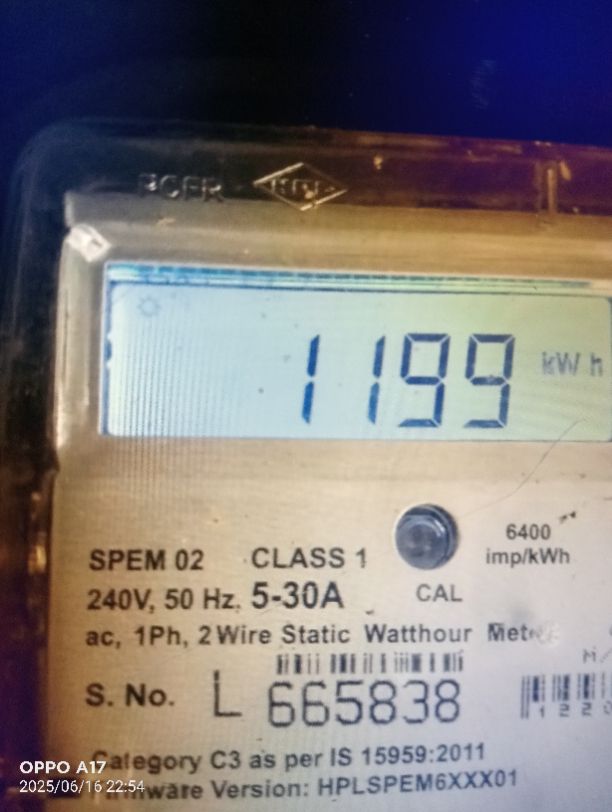 HPL
1199 kWh
SPEM 02 CLASS 1
6400
imp/kWh
240V, 50 Hz. 5-30A
CAL
ac, 1Ph, 2 Wire Static Watthour
S. No. L 665838
Category C3 as per IS 15959:2011
Version: HPLSPEM6XXX01
OPPO A17
2025/06/16 22:54